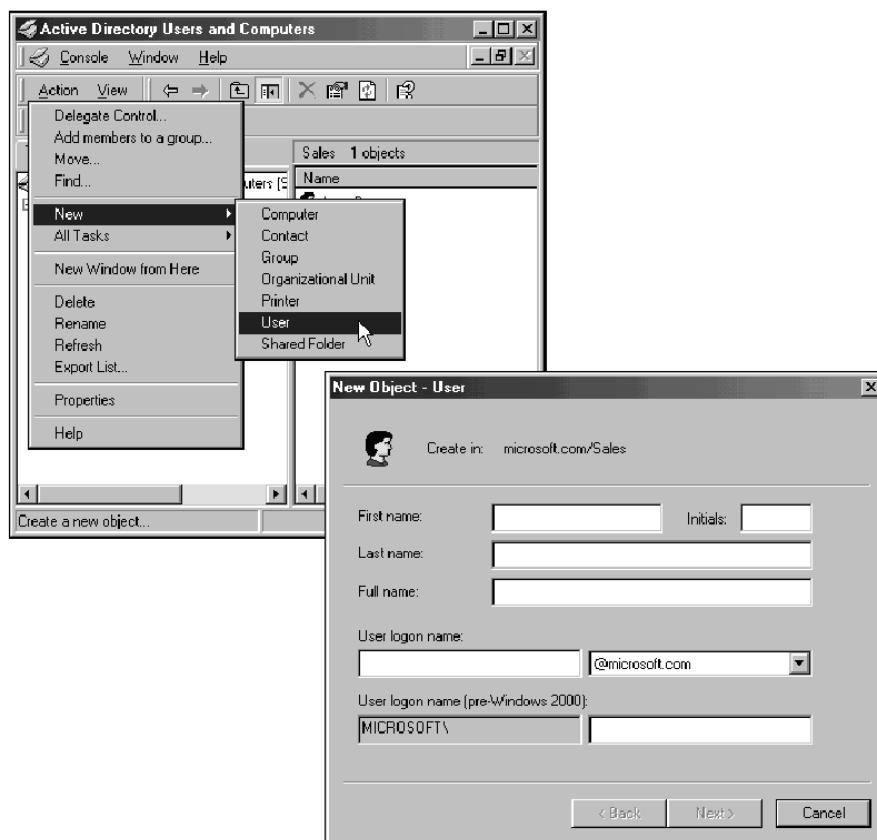 Active Directory Users and Computers
Console Window Help
Action View
Delegate Control...
Add members to a group...
Move...
Find...
New
All Tasks
New Window from Here
Delete
Rename
Refresh
Export List...
Properties
Help
Sales 1 objects
Name
Computer
Contact
Group
Organizational Unit
Printer
User
Shared Folder
Create a new object...
New Object - User
Create in: microsoft.com/Sales
First name: Initials:
Last name:
Full name:
User logon name:
@microsoft.com
User logon name (pre-Windows 2000):
MICROSOFT\
< Back Next > Cancel